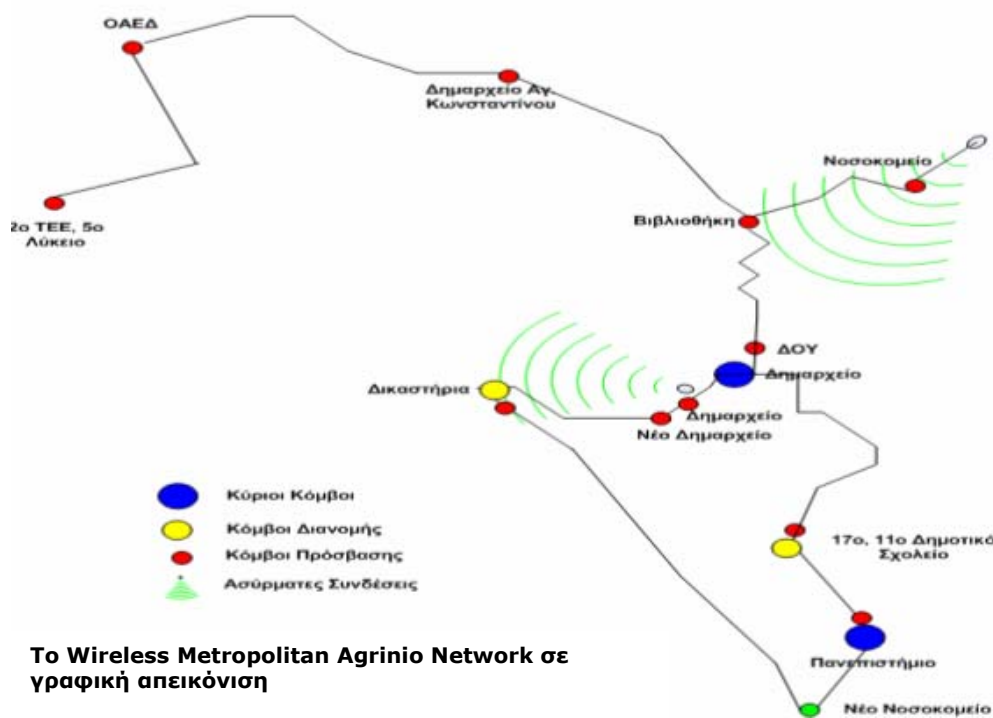 ΟΑΕΔ
Δημαρχείο Αγ.
Κωνσταντίνου
Νοσοκομείο
2ο ΤΕΕ, 5ο
Λύκειο
Βιβλιοθήκη
ΔΟΥ
Δημαρχείο
Δικαστήρια
Δημαρχείο
Νέο Δημαρχείο
Κύριοι Κόμβοι
Κόμβοι Διανομής
Κόμβοι Πρόσβασης
Ασύρματες Συνδέσεις
17ο, 11ο Δημοτικό
Σχολείο
Πανεπιστήμιο
Νέο Νοσοκομείο
Το Wireless Metropolitan Agrinio Network σε
γραφική απεικόνιση